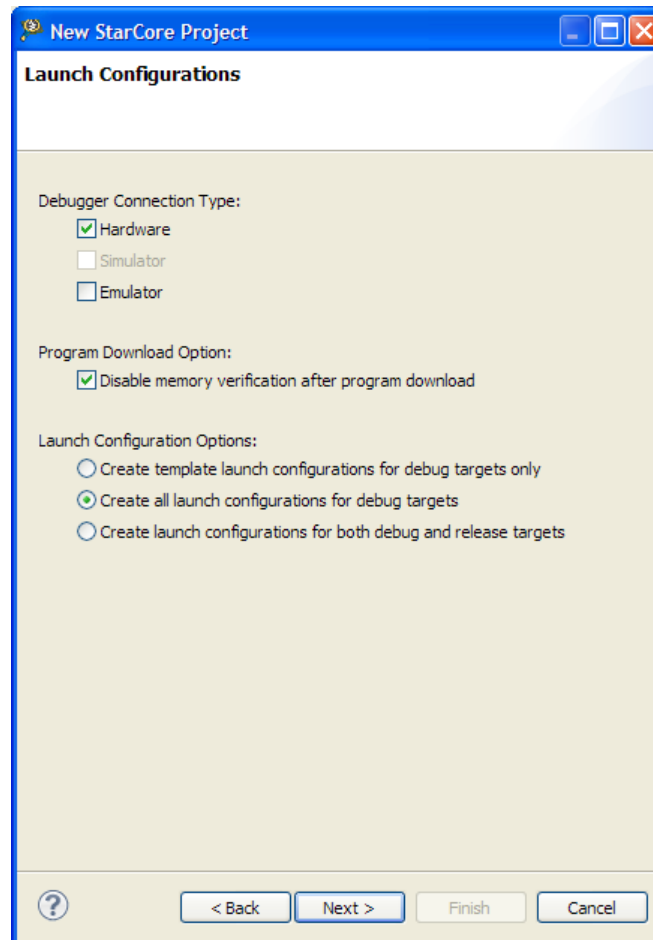 New StarCore Project
Launch Configurations
Debugger Connection Type:
Hardware
Simulator
Emulator
Program Download Option:
Disable memory verification after program download
Launch Configuration Options:
Create template launch configurations for debug targets only
Create all launch configurations for debug targets
Create launch configurations for both debug and release targets
? < Back Next > Finish Cancel